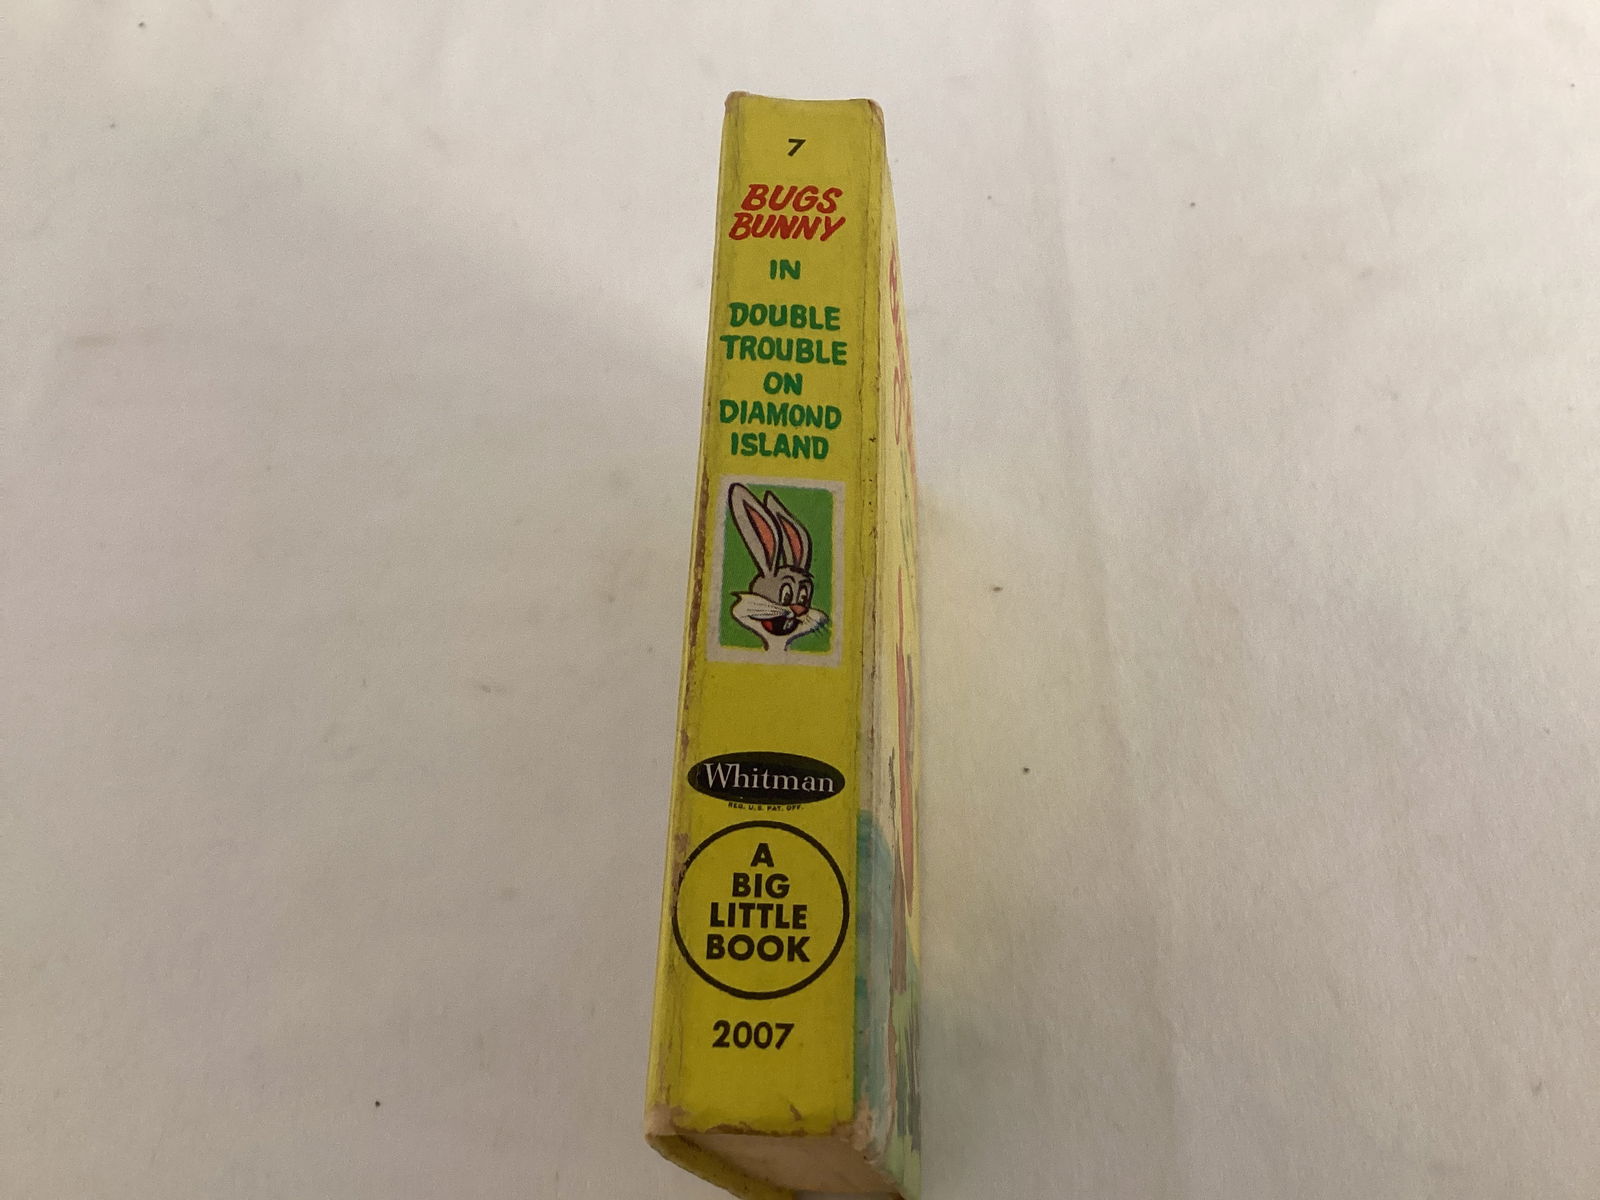 7
BUGS
BUNNY
IN
DOUBLE
TROUBLE
ON
DIAMOND
ISLAND
Whitman
REG. U.S. PAT. OFF.
A
BIG
LITTLE
BOOK
2007